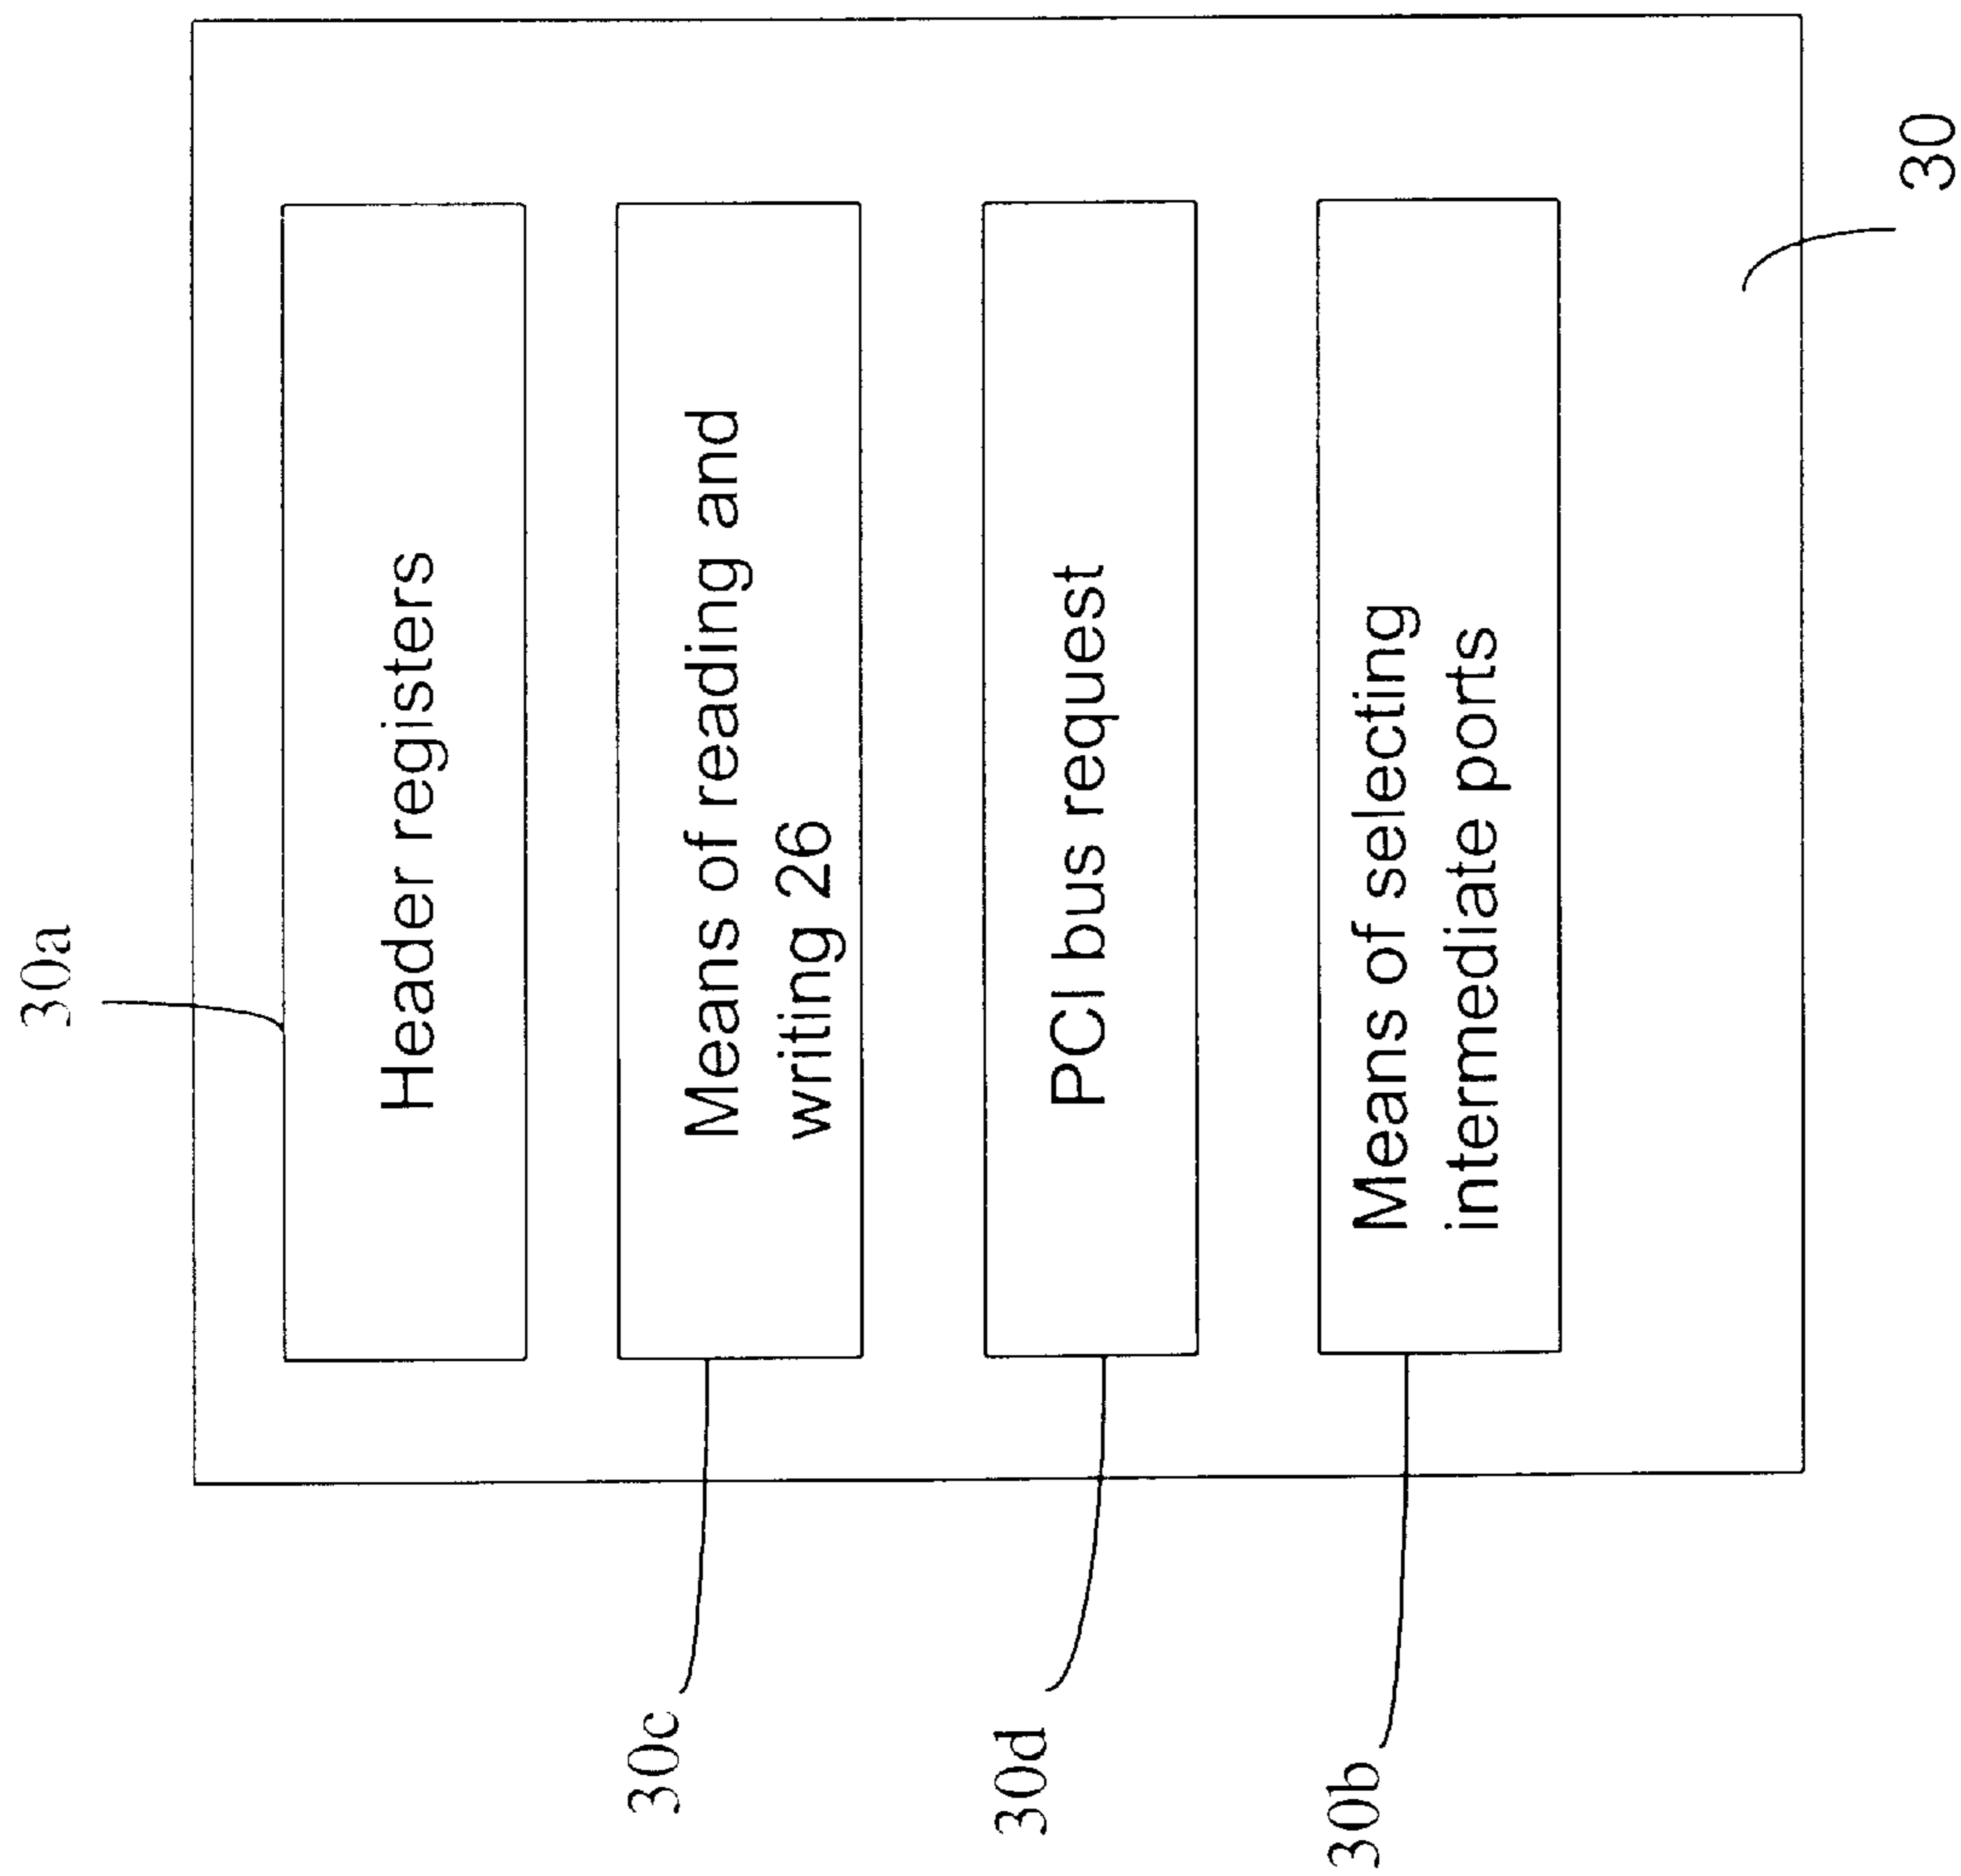 30a
Header registers
30c
Means of reading and
writing 26
30d
PCI bus request
30b
Means of selecting
intermediate ports
30